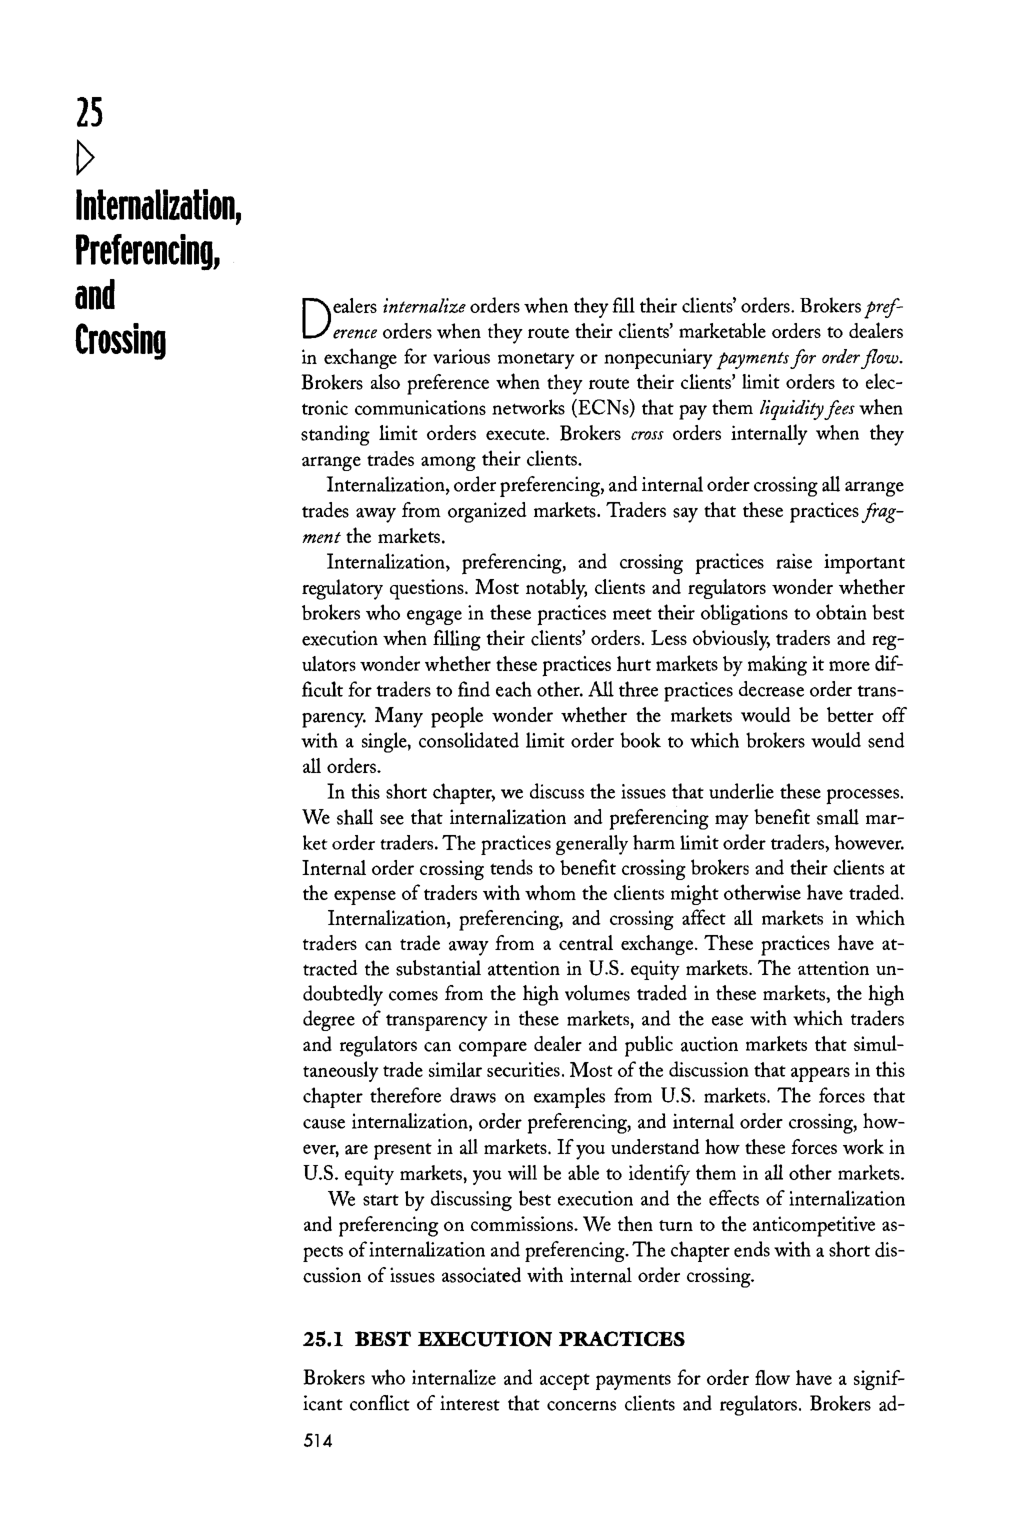 25
Internalization,
Preferencing,
and
Crossing
Dealers internalize orders when they fill their clients' orders. Brokers pref-
erence orders when they route their clients' marketable orders to dealers
in exchange for various monetary or nonpecuniary payments for order flow.
Brokers also preference when they route their clients' limit orders to elec-
tronic communications networks (ECNs) that pay them liquidity fees when
standing limit orders execute. Brokers cross orders internally when they
arrange trades among their clients.
Internalization, order preferencing, and internal order crossing all arrange
trades away from organized markets. Traders say that these practices frag-
ment the markets.
Internalization, preferencing, and crossing practices raise important
regulatory questions. Most notably, clients and regulators wonder whether
brokers who engage in these practices meet their obligations to obtain best
execution when filling their clients' orders. Less obviously, traders and reg-
ulators wonder whether these practices hurt markets by making it more dif-
ficult for traders to find each other. All three practices decrease order trans-
parency. Many people wonder whether the markets would be better off
with a single, consolidated limit order book to which brokers would send
all orders.
In this short chapter, we discuss the issues that underlie these processes.
We shall see that internalization and preferencing may benefit small mar-
ket order traders. The practices generally harm limit order traders, however.
Internal order crossing tends to benefit crossing brokers and their clients at
the expense of traders with whom the clients might otherwise have traded.
Internalization, preferencing, and crossing affect all markets in which
traders can trade away from a central exchange. These practices have at-
tracted the substantial attention in U.S. equity markets. The attention un-
doubtedly comes from the high volumes traded in these markets, the high
degree of transparency in these markets, and the ease with which traders
and regulators can compare dealer and public auction markets that simul-
taneously trade similar securities. Most of the discussion that appears in this
chapter therefore draws on examples from U.S. markets. The forces that
cause internalization, order preferencing, and internal order crossing, how-
ever, are present in all markets. If you understand how these forces work in
U.S. equity markets, you will be able to identify them in all other markets.
We start by discussing best execution and the effects of internalization
and preferencing on commissions. We then turn to the anticompetitive as-
pects of internalization and preferencing. The chapter ends with a short dis-
cussion of issues associated with internal order crossing.
25.1 BEST EXECUTION PRACTICES
Brokers who internalize and accept payments for order flow have a signif-
icant conflict of interest that concerns clients and regulators. Brokers ad-
514